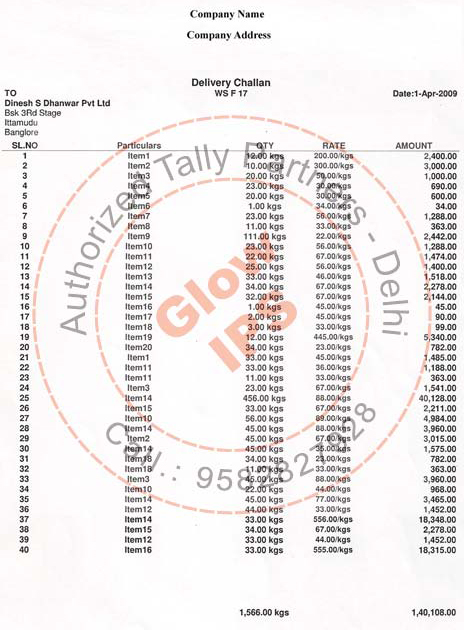 Company Name
Company Address
Delivery Challan
WS F 17
Date:1-Apr-2009
TO
Dinesh S Dhanwar Pvt Ltd
Bsk 3Rd Stage
Ittamudu
Banglore
SL.NO Particulars QTY RATE AMOUNT
1 Item1 12.00 kgs 200.00/kgs 2,400.00
2 Item2 10.00 kgs 300.00/kgs 3,000.00
3 Item3 20.00 kgs 50.00/kgs 1,000.00
4 Item4 23.00 kgs 30.00/kgs 690.00
5 Item5 20.00 kgs 30.00/kgs 600.00
6 Item6 1.00 kgs 34.00/kgs 34.00
7 Item7 23.00 kgs 56.00/kgs 1,288.00
8 Item8 11.00 kgs 33.00/kgs 363.00
9 Item9 111.00 kgs 22.00/kgs 2,442.00
10 Item10 23.00 kgs 56.00/kgs 1,288.00
11 Item11 22.00 kgs 67.00/kgs 1,474.00
12 Item12 25.00 kgs 56.00/kgs 1,400.00
13 Item13 33.00 kgs 46.00/kgs 1,518.00
14 Item14 34.00 kgs 67.00/kgs 2,278.00
15 Item15 32.00 kgs 67.00/kgs 2,144.00
16 Item16 1.00 kgs 45.00/kgs 45.00
17 Item17 2.00 kgs 45.00/kgs 90.00
18 Item18 3.00 kgs 33.00/kgs 99.00
19 Item19 12.00 kgs 445.00/kgs 5,340.00
20 Item20 34.00 kgs 23.00/kgs 782.00
21 Item1 33.00 kgs 45.00/kgs 1,485.00
22 Item11 33.00 kgs 36.00/kgs 1,188.00
23 Item11 11.00 kgs 33.00/kgs 363.00
24 Item3 23.00 kgs 67.00/kgs 1,541.00
25 Item14 456.00 kgs 88.00/kgs 40,128.00
26 Item15 33.00 kgs 67.00/kgs 2,211.00
27 Item10 56.00 kgs 89.00/kgs 4,984.00
28 Item14 45.00 kgs 88.00/kgs 3,960.00
29 Item2 45.00 kgs 67.00/kgs 3,015.00
30 Item14 45.00 kgs 35.00/kgs 1,575.00
31 Item18 34.00 kgs 23.00/kgs 782.00
32 Item18 11.00 kgs 33.00/kgs 363.00
33 Item3 45.00 kgs 88.00/kgs 3,960.00
34 Item10 22.00 kgs 44.00/kgs 968.00
35 Item14 45.00 kgs 77.00/kgs 3,465.00
36 Item12 44.00 kgs 33.00/kgs 1,452.00
37 Item14 33.00 kgs 556.00/kgs 18,348.00
38 Item15 34.00 kgs 67.00/kgs 2,278.00
39 Item12 33.00 kgs 44.00/kgs 1,452.00
40 Item16 33.00 kgs 555.00/kgs 18,315.00
1,566.00 kgs 1,40,108.00
Authorized Tally Partners - Delhi
Glow
IPS